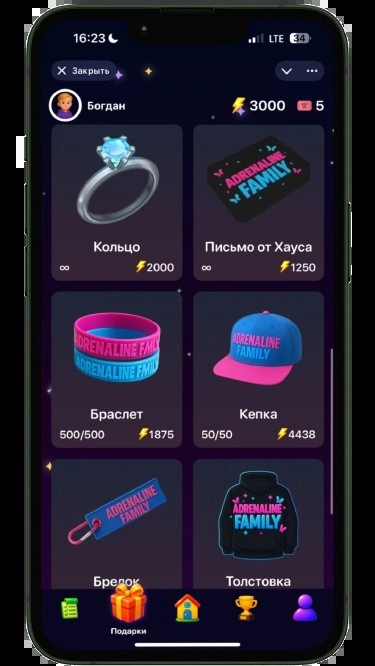 16:23 LTE 34
Закрыть
Богдан 3000 5
ADRENALINE
FAMILY
Кольцо Письмо от Хауса
∞ 2000 ∞ 1250
ADRENALINE FMILY
ADRENALINE FAMILY
ADRENALINE
FAMILY
Браслет Кепка
500/500 1875 50/50 4438
ADRENALINE
FAMILY
ADRENALINE
FAMILY
Брелок Толстовка
Подарки